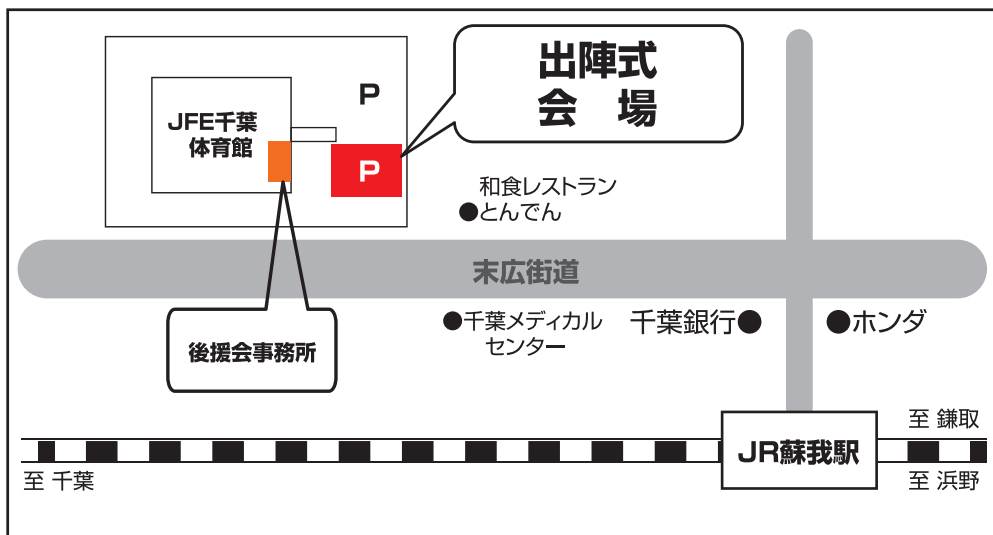 出陣式
会 場
P
JFE千葉
体育館
P
和食レストラン
●とんでん
末広街道
●千葉メディカル
センター
千葉銀行●
●ホンダ
後援会事務所
至 鎌取
JR蘇我駅
至 千葉
至 浜野